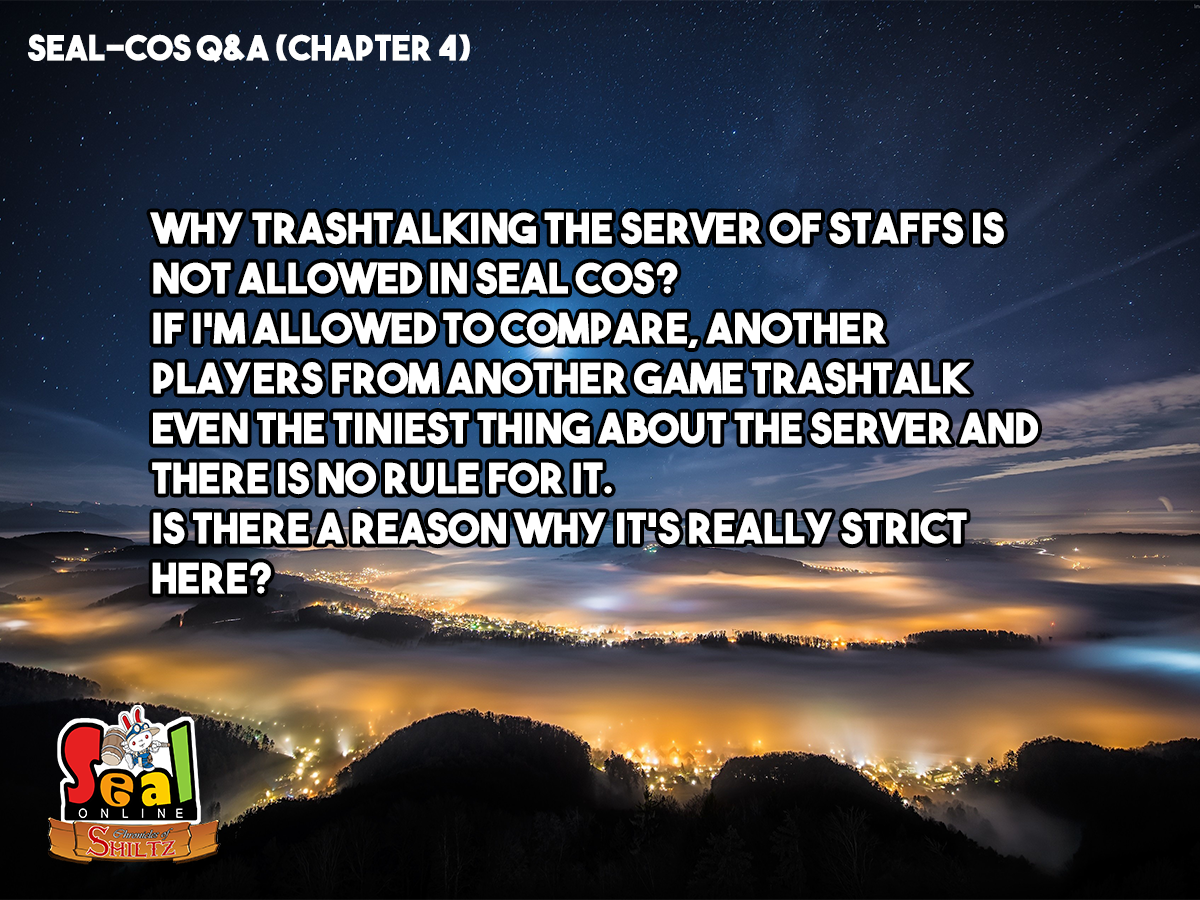 SEAL-COS Q&A (CHAPTER 4)
WHY TRASHTALKING THE SERVER OF STAFFS IS
NOT ALLOWED IN SEAL COS?
IF I'M ALLOWED TO COMPARE, ANOTHER
PLAYERS FROM ANOTHER GAME TRASHTALK
EVEN THE TINIEST THING ABOUT THE SERVER AND
THERE IS NO RULE FOR IT.
IS THERE A REASON WHY IT'S REALLY STRICT
HERE?
Seal
ONLINE
Chronicles of
SHILTZ